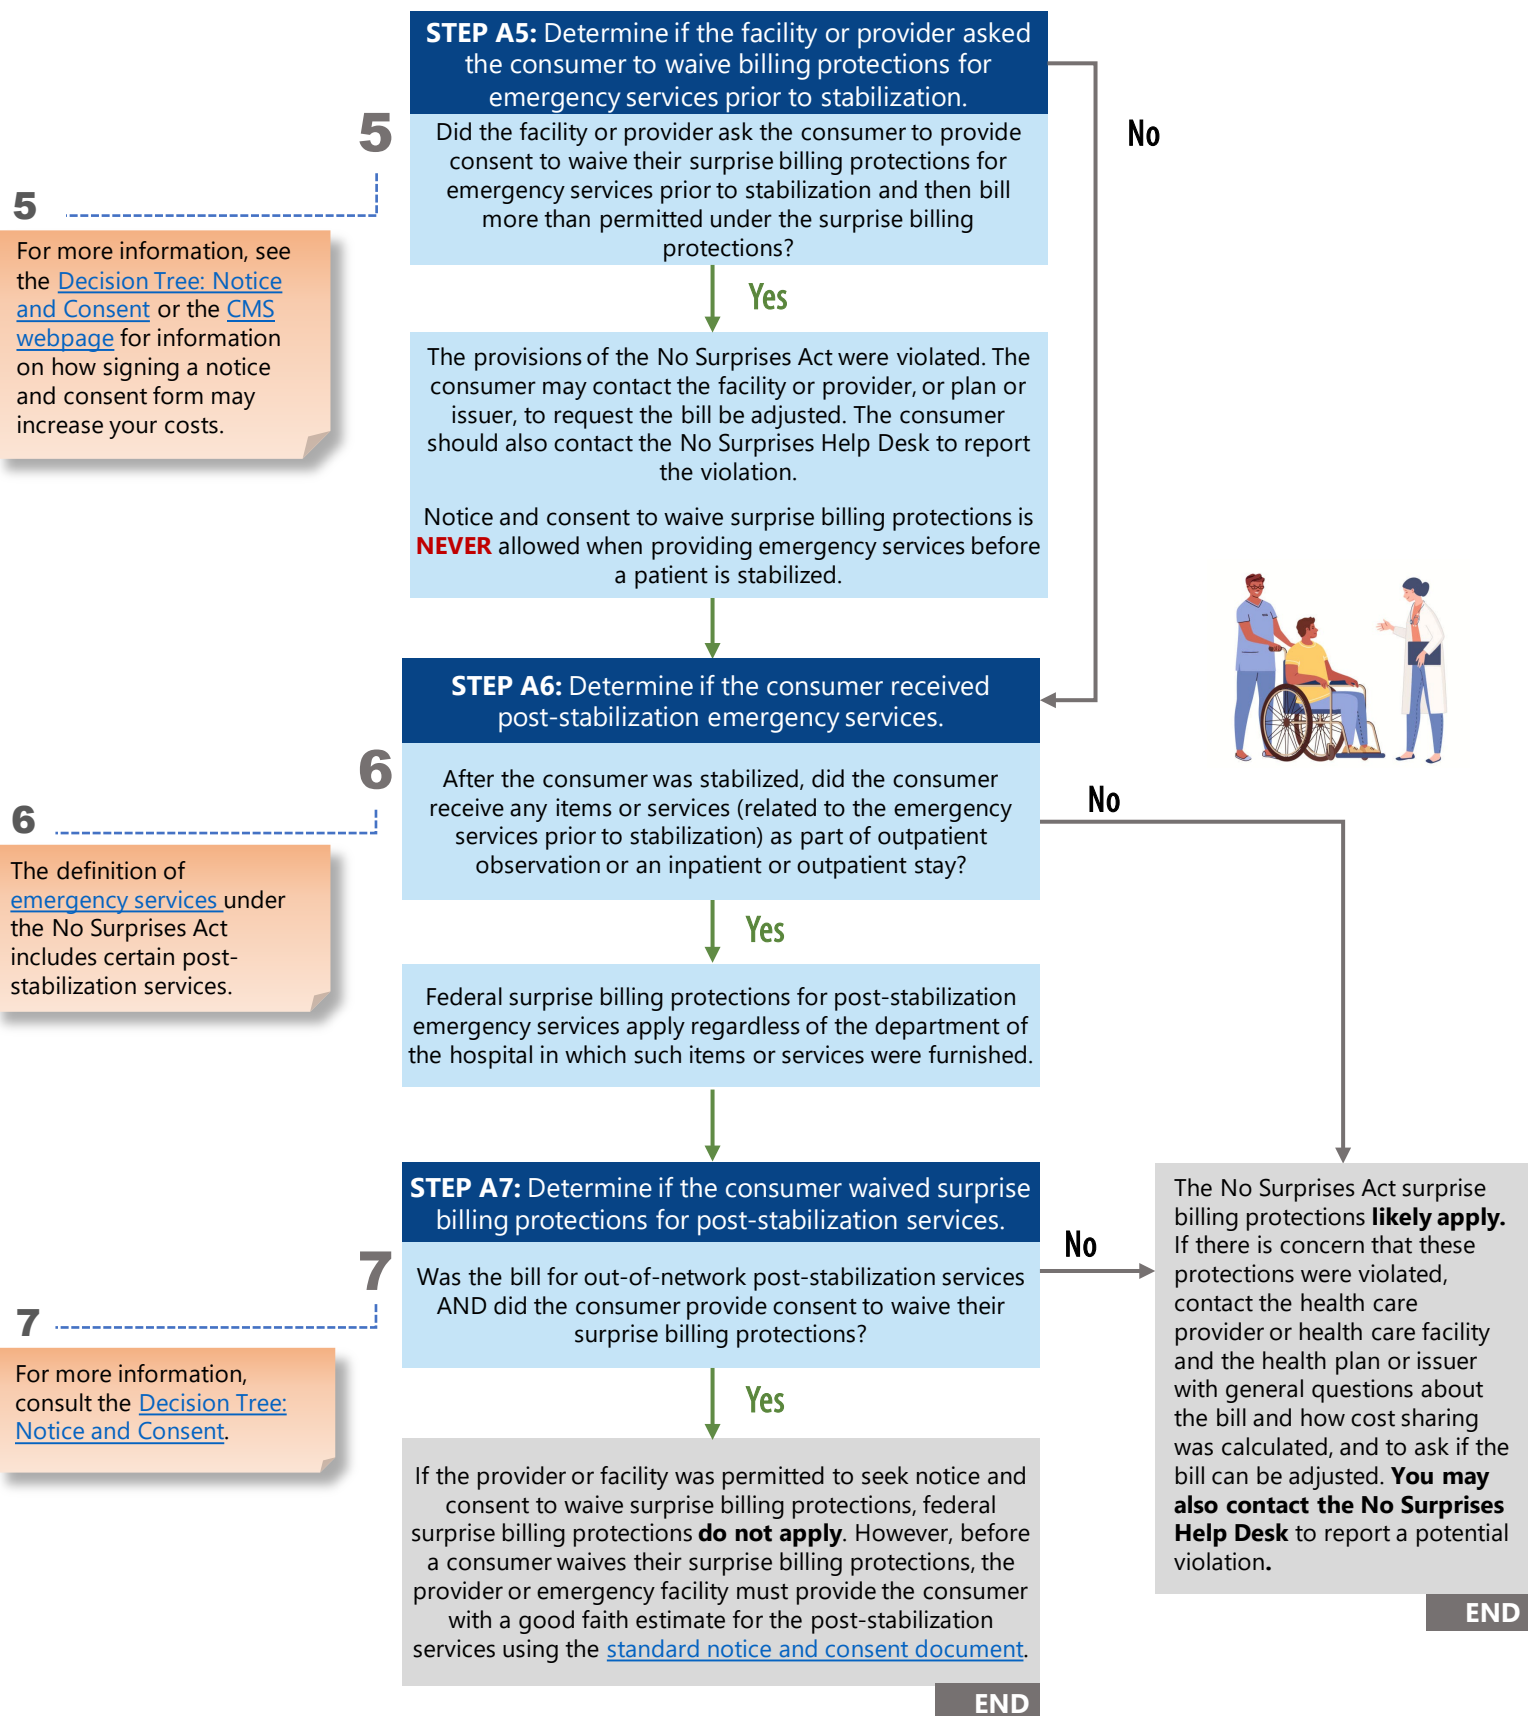 STEP A5: Determine if the facility or provider asked
the consumer to waive billing protections for
emergency services prior to stabilization.
No
5
Did the facility or provider ask the consumer to provide
consent to waive their surprise billing protections for
emergency services prior to stabilization and then bill
more than permitted under the surprise billing
protections?
5
For more information, see
the Decision Tree: Notice
and Consent or the CMS
webpage for information
on how signing a notice
and consent form may
increase your costs.
Yes
The provisions of the No Surprises Act were violated. The
consumer may contact the facility or provider, or plan or
issuer, to request the bill be adjusted. The consumer
should also contact the No Surprises Help Desk to report
the violation.
Notice and consent to waive surprise billing protections is
NEVER allowed when providing emergency services before
a patient is stabilized.
STEP A6: Determine if the consumer received
post-stabilization emergency services.
6
After the consumer was stabilized, did the consumer
receive any items or services (related to the emergency
services prior to stabilization) as part of outpatient
observation or an inpatient or outpatient stay?
No
6
The definition of
emergency services under
the No Surprises Act
includes certain post-
stabilization services.
Yes
Federal surprise billing protections for post-stabilization
emergency services apply regardless of the department of
the hospital in which such items or services were furnished.
STEP A7: Determine if the consumer waived surprise
billing protections for post-stabilization services.
No
7
Was the bill for out-of-network post-stabilization services
AND did the consumer provide consent to waive their
surprise billing protections?
7
For more information,
consult the Decision Tree:
Notice and Consent.
Yes
If the provider or facility was permitted to seek notice and
consent to waive surprise billing protections, federal
surprise billing protections do not apply. However, before
a consumer waives their surprise billing protections, the
provider or emergency facility must provide the consumer
with a good faith estimate for the post-stabilization
services using the standard notice and consent document.
END
The No Surprises Act surprise
billing protections likely apply.
If there is concern that these
protections were violated,
contact the health care
provider or health care facility
and the health plan or issuer
with general questions about
the bill and how cost sharing
was calculated, and to ask if the
bill can be adjusted. You may
also contact the No Surprises
Help Desk to report a potential
violation.
END